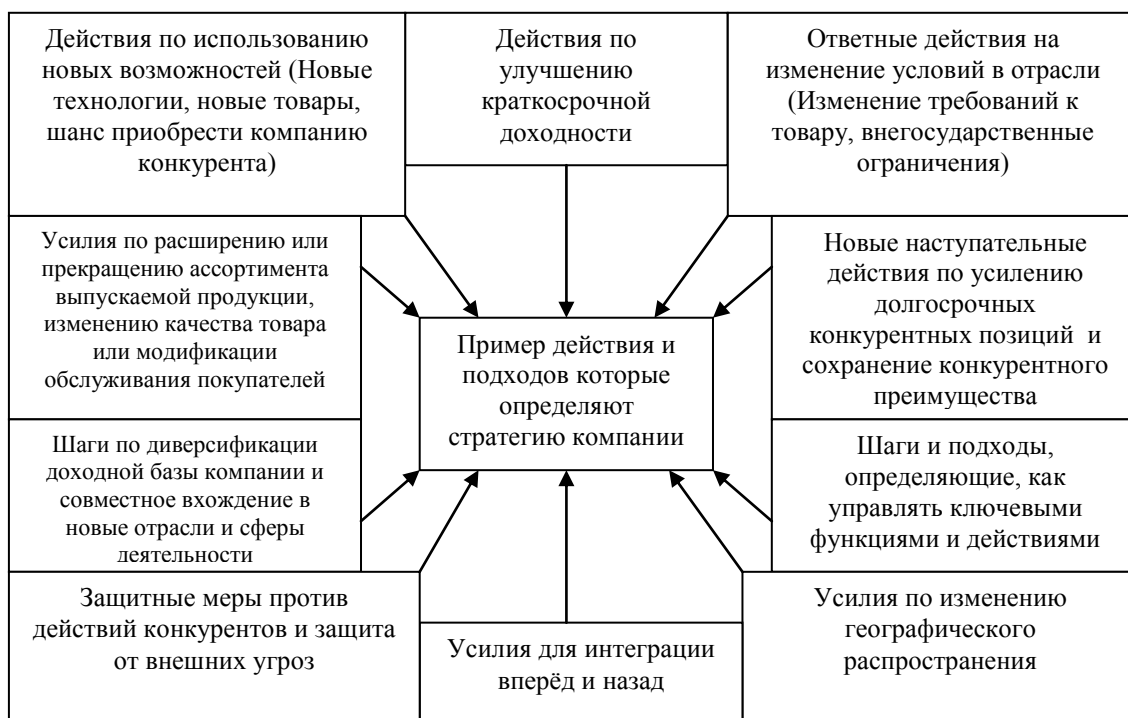 Действия по использованию
новых возможностей (Новые
технологии, новые товары,
шанс приобрести компанию
конкурента)
Действия по
улучшению
краткосрочной
доходности
Ответные действия на
изменение условий в отрасли
(Изменение требований к
товару, внегосударственные
ограничения)
Усилия по расширению или
прекращению ассортимента
выпускаемой продукции,
изменению качества товара
или модификации
обслуживания покупателей
Пример действия и
подходов которые
определяют
стратегию компании
Новые наступательные
действия по усилению
долгосрочных
конкурентных позиций и
сохранение конкурентного
преимущества
Шаги по диверсификации
доходной базы компании и
совместное вхождение в
новые отрасли и сферы
деятельности
Шаги и подходы,
определяющие, как
управлять ключевыми
функциями и действиями
Защитные меры против
действий конкурентов и защита
от внешних угроз
Усилия для интеграции
вперёд и назад
Усилия по изменению
географического
распространения